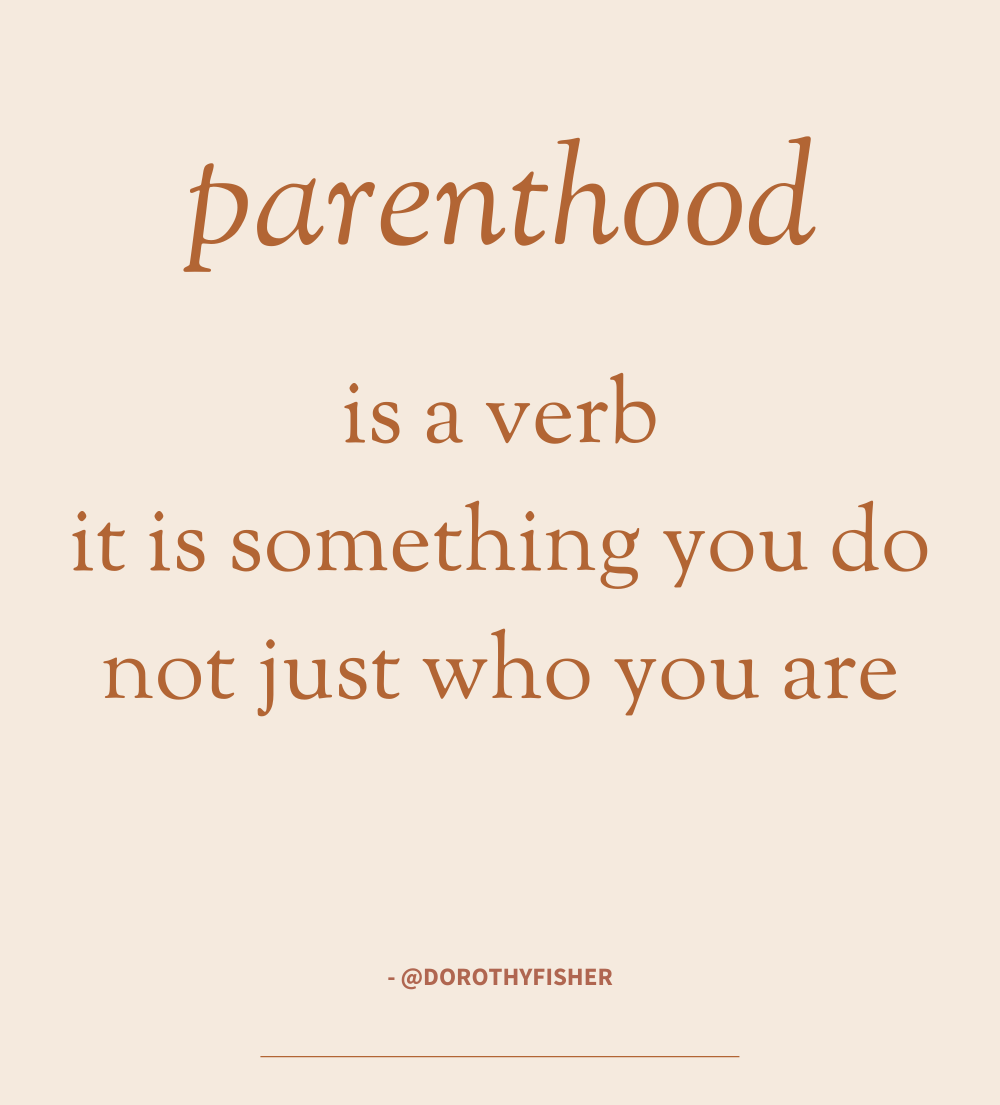 parenthood
is a verb
it is something you do
not just who you are
- @DOROTHYFISHER